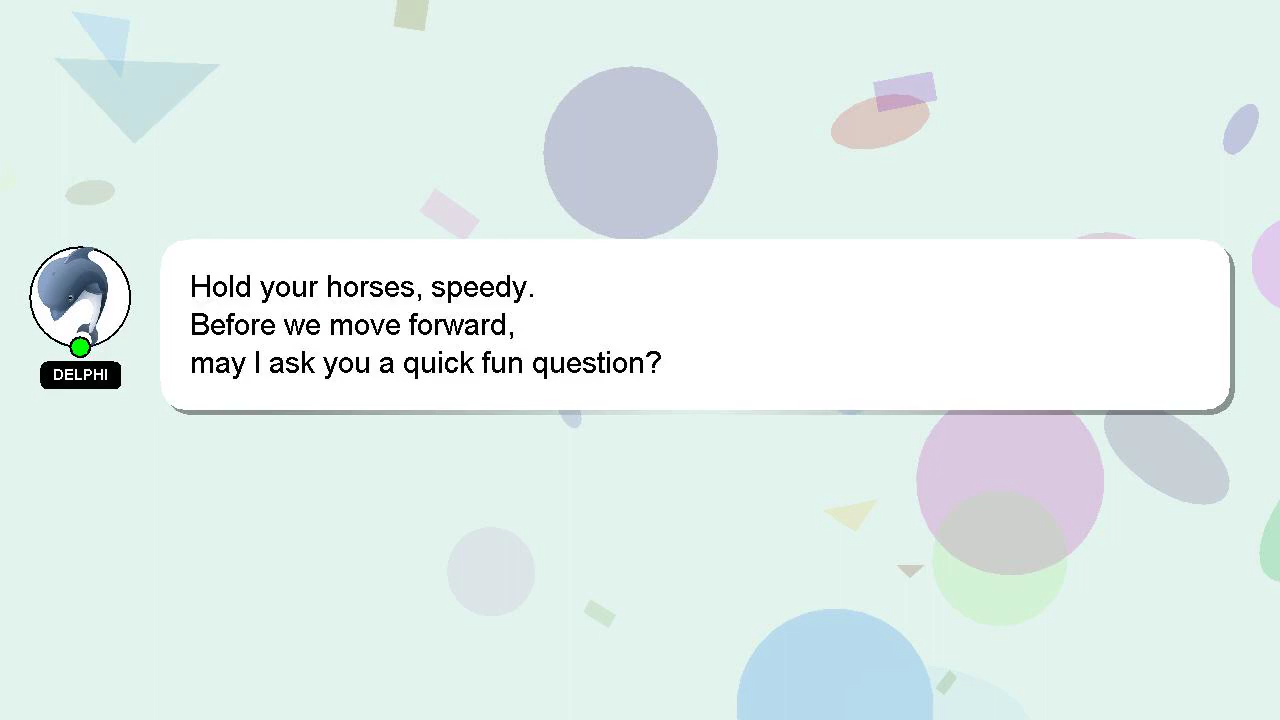 Hold your horses, speedy.
Before we move forward,
may I ask you a quick fun question?
DELPHI